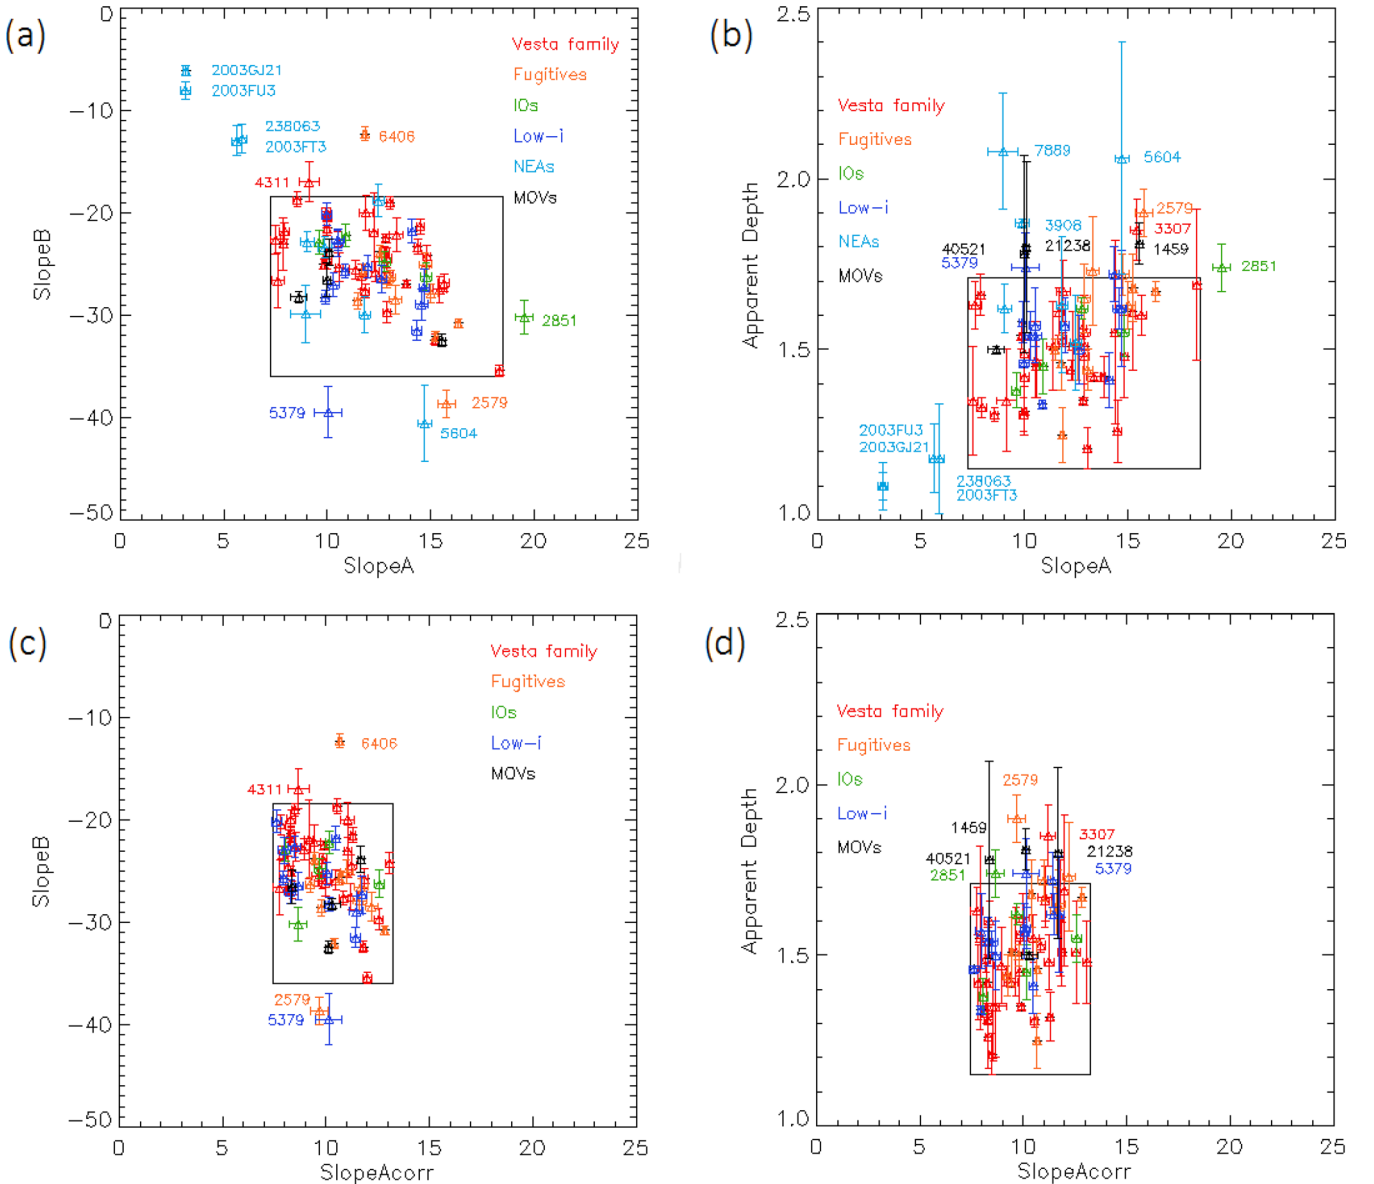 (a)
0
−10
−20
−30
−40
−50
SlopeB
2003GJ21
2003FU3
238063
2003FT3
4311
6406
Vesta family
Fugitives
IOs
Low−i
NEAs
MOVs
2851
5379
2579
5604
0 5 10 15 20 25
SlopeA
(b)
2.5
2.0
1.5
1.0
Apparent Depth
Vesta family
Fugitives
IOs
Low−i
NEAs
MOVs
7889
5604
2579
3908
3307
40521
21238
1459
5379
2851
2003FU3
2003GJ21
238063
2003FT3
0 5 10 15 20 25
SlopeA
(c)
0
−10
−20
−30
−40
−50
SlopeB
Vesta family
Fugitives
IOs
Low−i
MOVs
6406
4311
2579
5379
0 5 10 15 20 25
SlopeAcorr
(d)
2.5
2.0
1.5
1.0
Apparent Depth
Vesta family
Fugitives
IOs
Low−i
MOVs
2579
1459
3307
40521
21238
2851
5379
0 5 10 15 20 25
SlopeAcorr